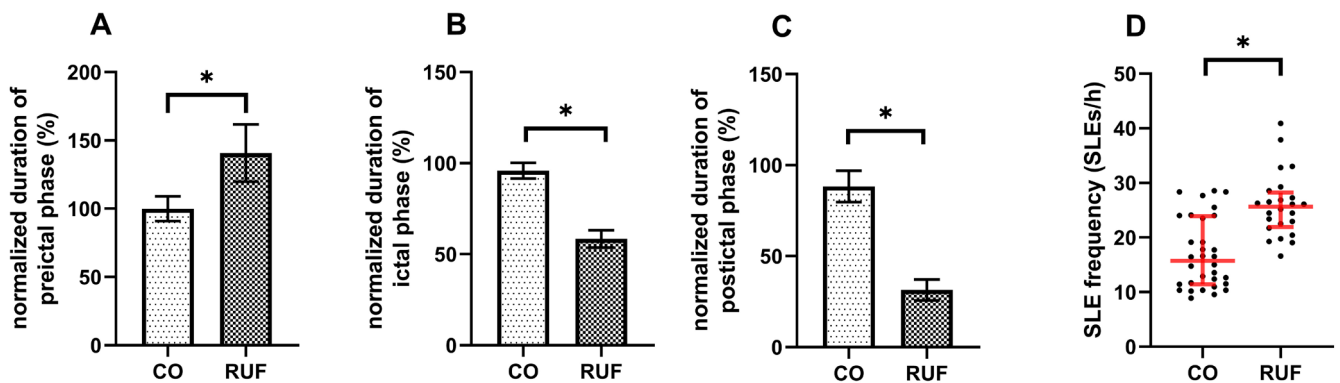 A
normalized duration of
preictal phase (%)
200
150
100
50
0
*
CO RUF
B
normalized duration of
ictal phase (%)
150
100
50
0
*
CO RUF
C
normalized duration of
postictal phase (%)
150
100
50
0
*
CO RUF
D
SLE frequency (SLEs/h)
50
40
30
20
10
0
*
CO RUF